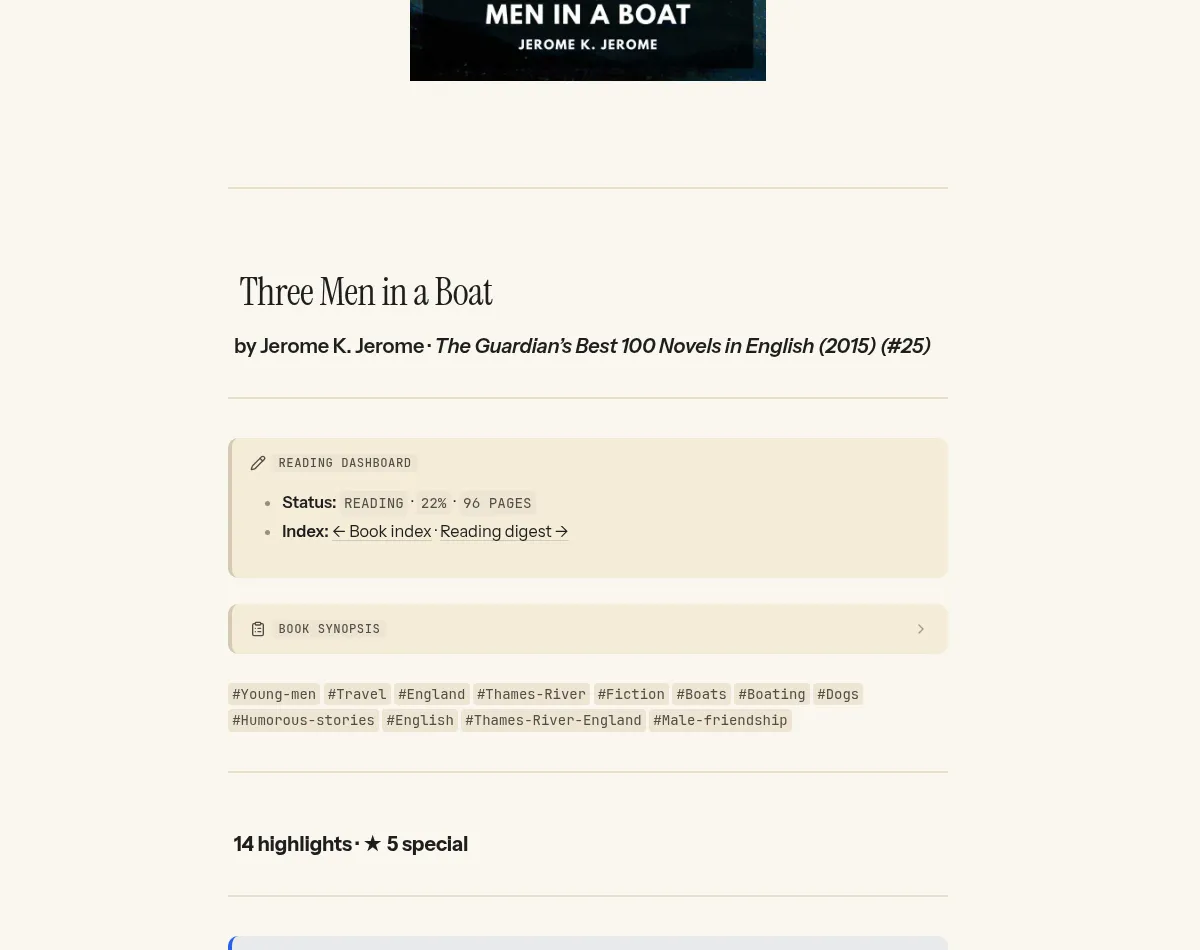 MEN IN A BOAT
JEROME K. JEROME
Three Men in a Boat
by Jerome K. Jerome · The Guardian’s Best 100 Novels in English (2015) (#25)
READING DASHBOARD
Status: READING · 22% · 96 PAGES
Index: ← Book index · Reading digest →
BOOK SYNOPSIS
#Young-men #Travel #England #Thames-River #Fiction #Boats #Boating #Dogs
#Humorous-stories #English #Thames-River-England #Male-friendship
14 highlights · ★ 5 special